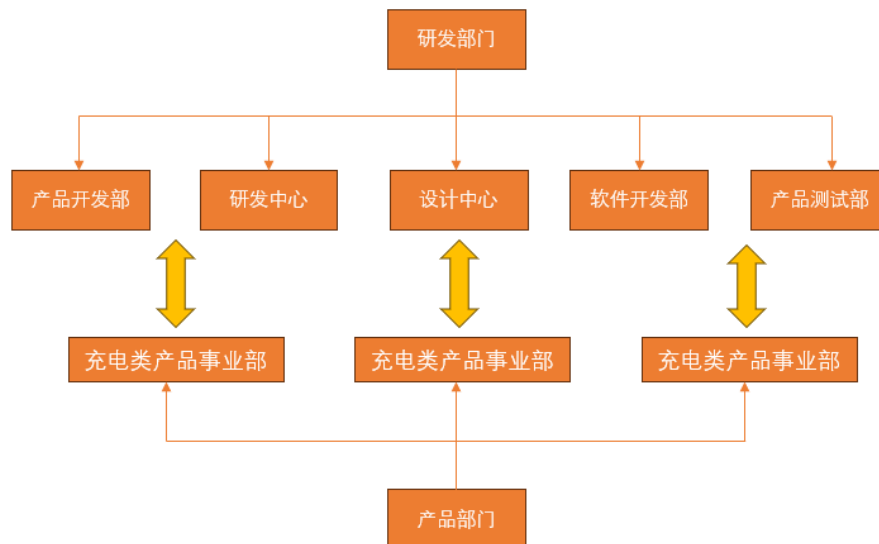 研发部门
产品开发部
研发中心
设计中心
软件开发部
产品测试部
充电类产品事业部
充电类产品事业部
充电类产品事业部
产品部门